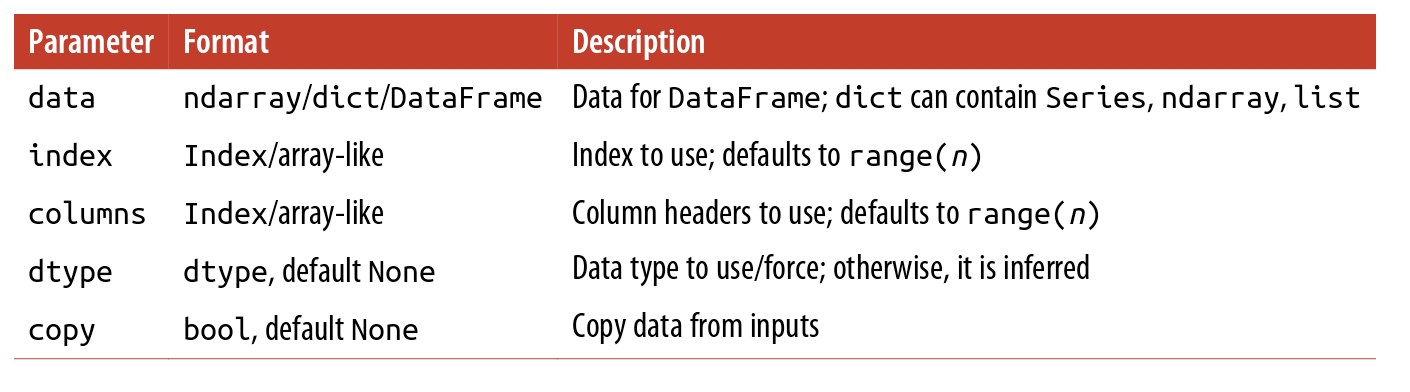 Parameter Format Description
data ndarray/dict/DataFrame Data for DataFrame; dict can contain Series, ndarray, list
index Index/array-like Index to use; defaults to range(n)
columns Index/array-like Column headers to use; defaults to range(n)
dtype dtype, default None Data type to use/force; otherwise, it is inferred
copy bool, default None Copy data from inputs